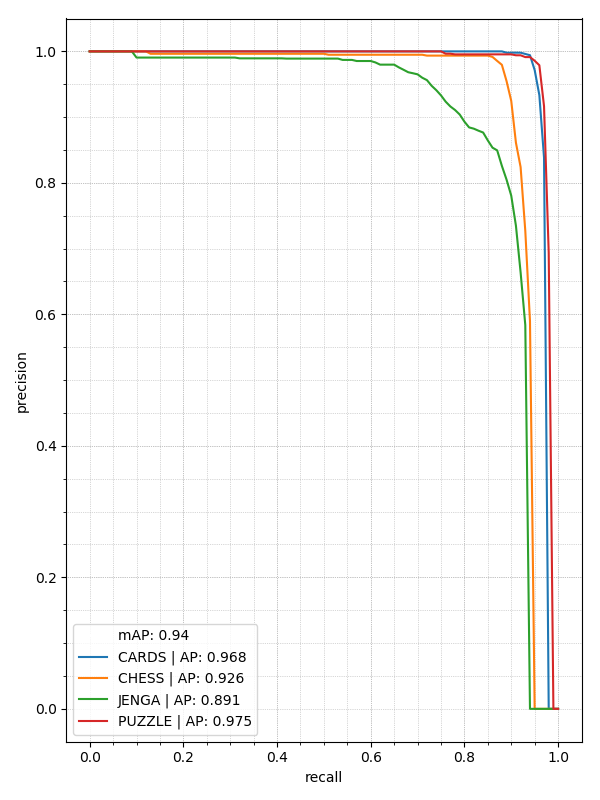 1.0
0.8
0.6
0.4
0.2
0.0
precision
mAP: 0.94
CARDS | AP: 0.968
CHESS | AP: 0.926
JENGA | AP: 0.891
PUZZLE | AP: 0.975
0.0 0.2 0.4 0.6 0.8 1.0
recall